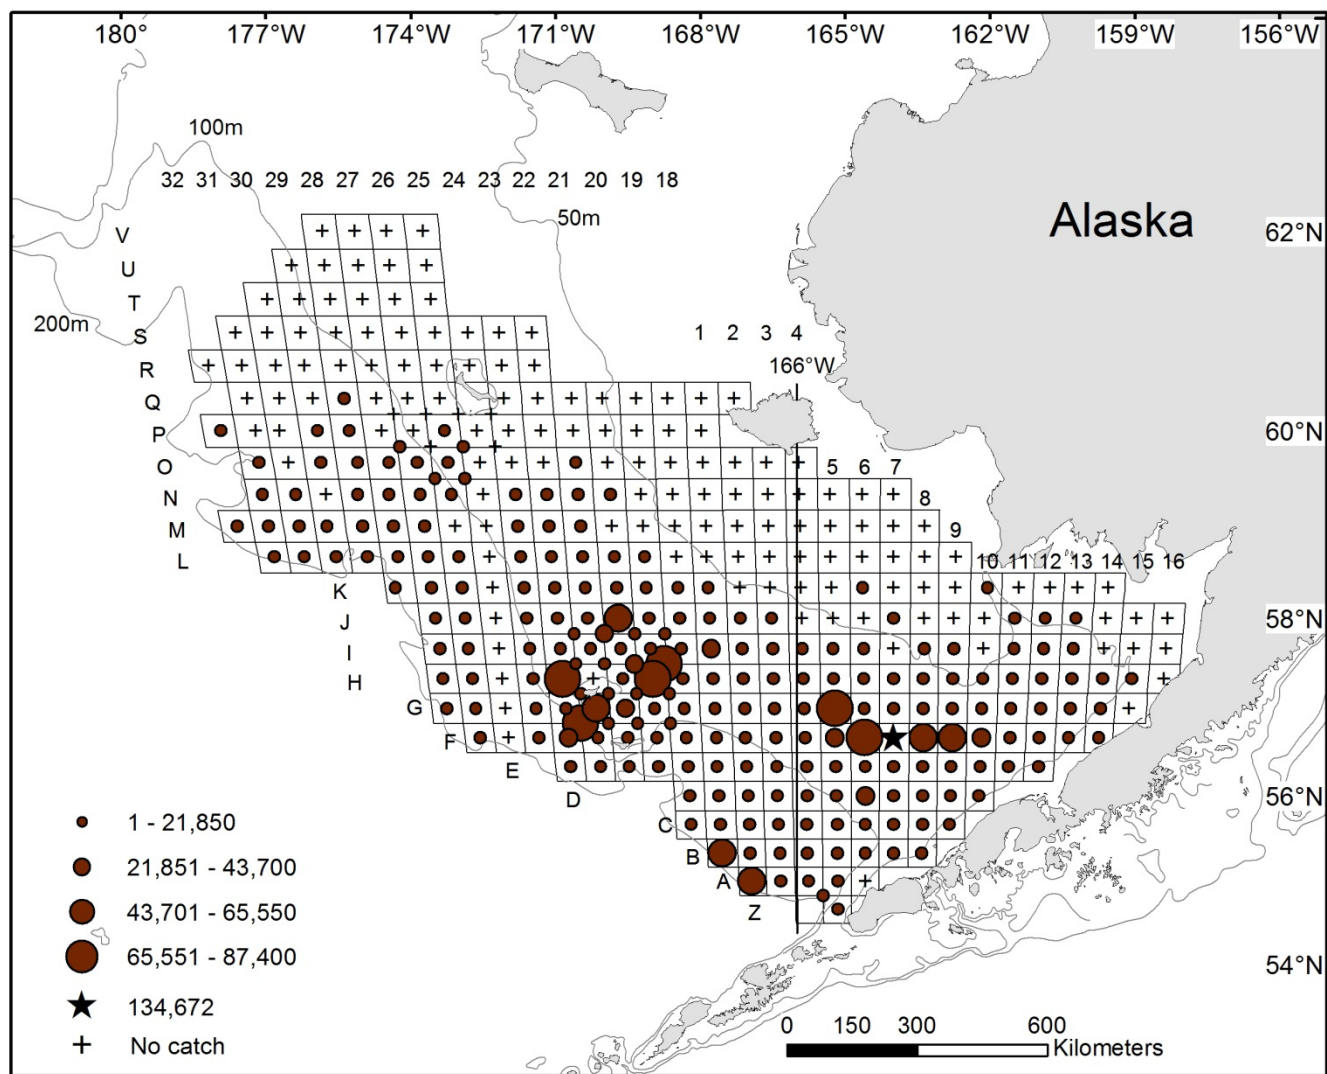 180° 177°W 174°W 171°W 168°W 165°W 162°W 159°W 156°W
100m
32 31 30 29 28 27 26 25 24 23 22 21 20 19 18
50m
Alaska
62°N
V
U
T
200m
S
1 2 3 4
166°W
R
Q
60°N
P
O
5 6 7
N
8
M
9
L
10 11 12 13 14 15 16
K
J
58°N
I
H
G
F
E
D
56°N
C
B
A
Z
54°N
1 - 21,850
21,851 - 43,700
43,701 - 65,550
65,551 - 87,400
134,672
No catch
0 150 300 600
Kilometers